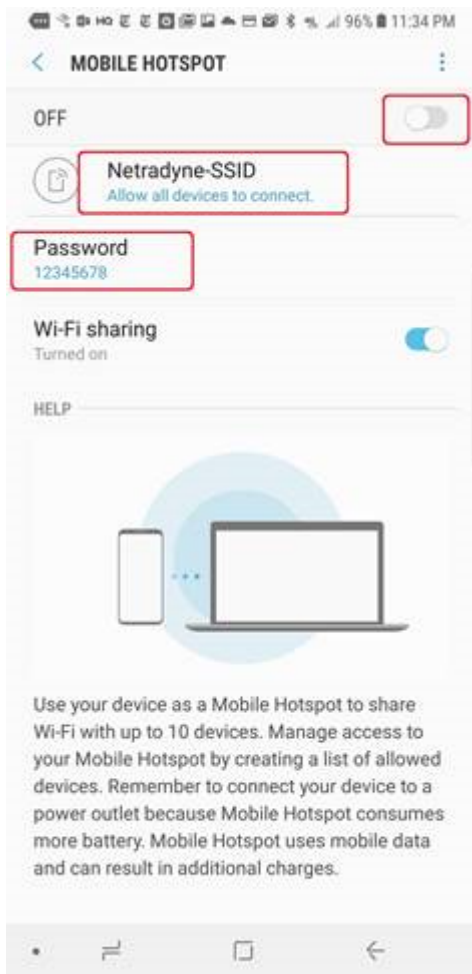 HQ 96% 11:34 PM
MOBILE HOTSPOT
OFF
Netradyne-SSID
Allow all devices to connect.
Password
12345678
Wi-Fi sharing
Turned on
HELP
Use your device as a Mobile Hotspot to share
Wi-Fi with up to 10 devices. Manage access to
your Mobile Hotspot by creating a list of allowed
devices. Remember to connect your device to a
power outlet because Mobile Hotspot consumes
more battery. Mobile Hotspot uses mobile data
and can result in additional charges.